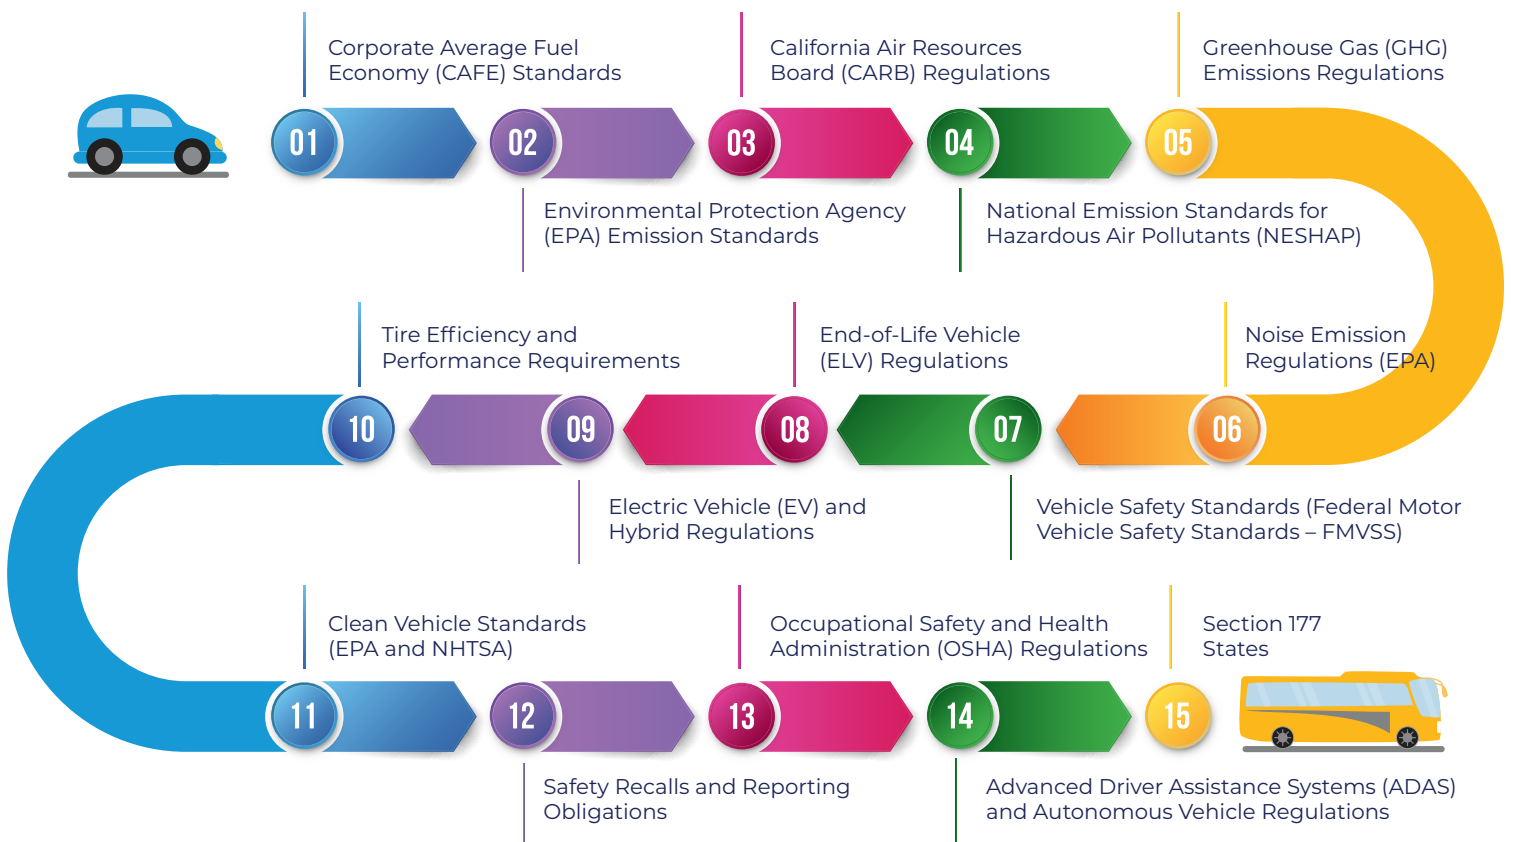 Corporate Average Fuel
Economy (CAFE) Standards
California Air Resources
Board (CARB) Regulations
Greenhouse Gas (GHG)
Emissions Regulations
01
02
03
04
05
Environmental Protection Agency
(EPA) Emission Standards
National Emission Standards for
Hazardous Air Pollutants (NESHAP)
Tire Efficiency and
Performance Requirements
End-of-Life Vehicle
(ELV) Regulations
Noise Emission
Regulations (EPA)
10
09
08
07
06
Electric Vehicle (EV) and
Hybrid Regulations
Vehicle Safety Standards (Federal Motor
Vehicle Safety Standards – FMVSS)
Clean Vehicle Standards
(EPA and NHTSA)
Occupational Safety and Health
Administration (OSHA) Regulations
Section 177
States
11
12
13
14
15
Safety Recalls and Reporting
Obligations
Advanced Driver Assistance Systems (ADAS)
and Autonomous Vehicle Regulations